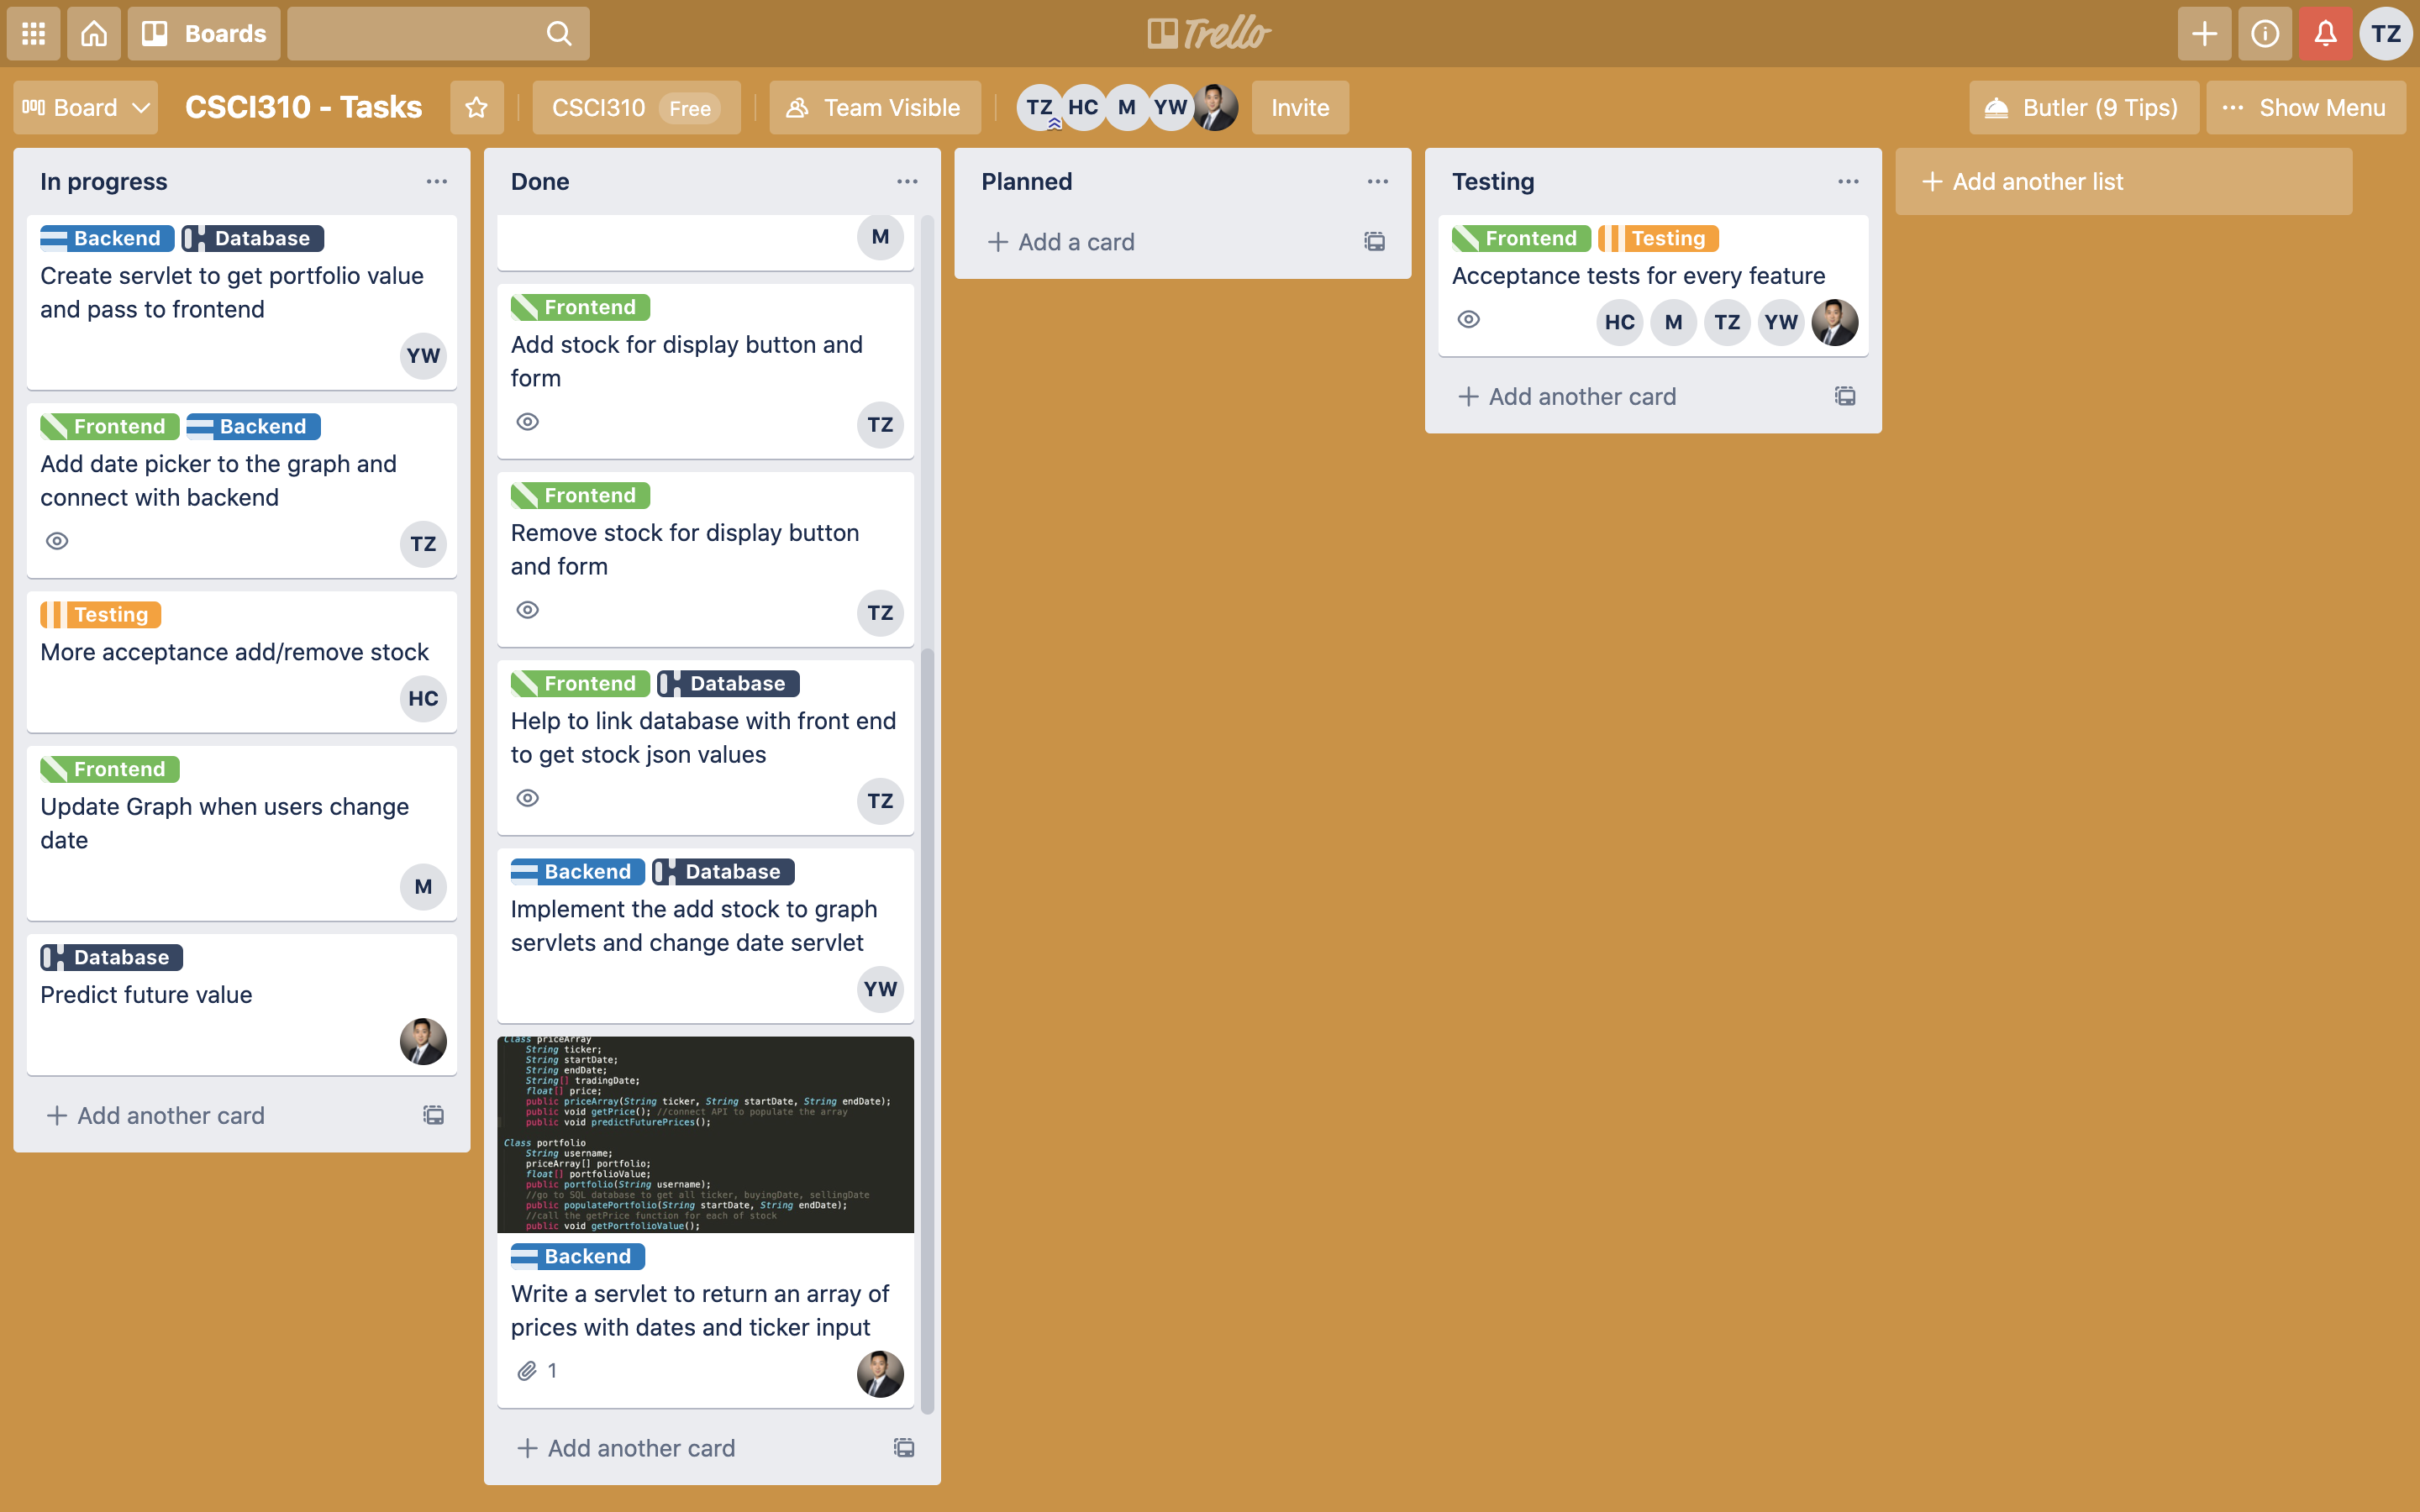 Boards
Trello
TZ
Board
CSCI310 - Tasks
CSCI310 Free
Team Visible
TZ HC M YW
Invite
Butler (9 Tips)
Show Menu
In progress
Backend Database
Create servlet to get portfolio value
and pass to frontend
YW
Frontend Backend
Add date picker to the graph and
connect with backend
TZ
Testing
More acceptance add/remove stock
HC
Frontend
Update Graph when users change
date
M
Database
Predict future value
Add another card
Done
M
Frontend
Add stock for display button and
form
TZ
Frontend
Remove stock for display button
and form
TZ
Frontend Database
Help to link database with front end
to get stock json values
TZ
Backend Database
Implement the add stock to graph
servlets and change date servlet
YW
Class priceArray
String ticker;
String startDate;
String endDate;
String[] tradingDate;
float[] price;
public priceArray(String ticker, String startDate, String endDate);
public void getPrice(); //connect API to populate the array
public void predictFuturePrices();
Class portfolio
String username;
priceArray[] portfolio;
float[] portfolioValue;
public portfolio(String username);
//go to SQL database to get all ticker, buyingDate, sellingDate
public populatePortfolio(String startDate, String endDate);
//call the getPrice function for each of stock
public void getPortfolioValue();
Backend
Write a servlet to return an array of
prices with dates and ticker input
1
Add another card
Planned
Add a card
Testing
Frontend Testing
Acceptance tests for every feature
HC M TZ YW
Add another card
Add another list